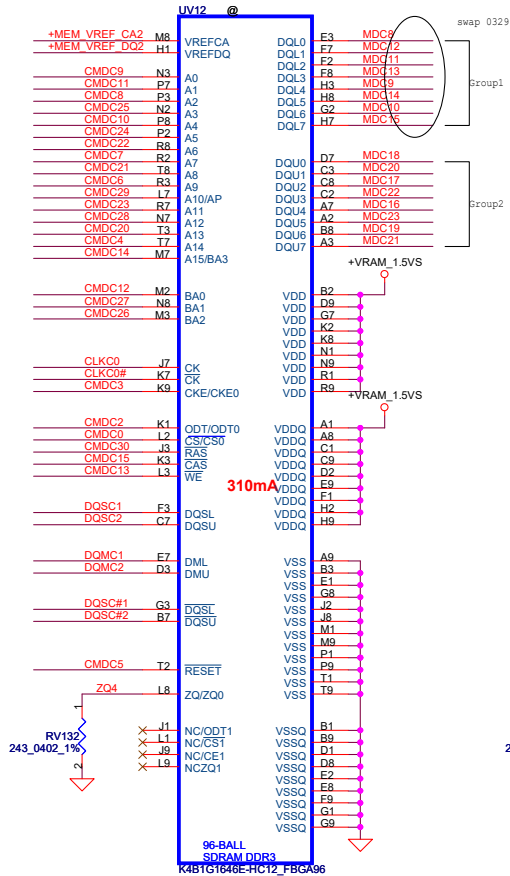 UV12 @
swap 0329
+MEM_VREF_CA2 M8 VREFCA DQL0 E3 MDC8
+MEM_VREF_DQ2 H1 VREFDQ DQL1 F7 MDC12
DQL2 F2 MDC11
CMDC9 N3 A0 DQL3 F8 MDC13
CMDC11 P7 A1 DQL4 H3 MDC9 Group1
CMDC8 P3 A2 DQL5 H8 MDC14
CMDC25 N2 A3 DQL6 G2 MDC10
CMDC10 P8 A4 DQL7 H7 MDC15
CMDC24 P2 A5
CMDC22 R8 A6
CMDC7 R2 A7 DQU0 D7 MDC18
CMDC21 T8 A8 DQU1 C3 MDC20
CMDC6 R3 A9 DQU2 C8 MDC17
CMDC29 L7 A10/AP DQU3 C2 MDC22
CMDC23 R7 A11 DQU4 A7 MDC16 Group2
CMDC28 N7 A12 DQU5 A2 MDC23
CMDC20 T3 A13 DQU6 B8 MDC19
CMDC4 T7 A14 DQU7 A3 MDC21
CMDC14 M7 A15/BA3
+VRAM_1.5VS
CMDC12 M2 BA0 VDD B2
CMDC27 N8 BA1 VDD D9
CMDC26 M3 BA2 VDD G7
VDD K2
VDD K8
VDD N1
CLKC0 J7 CK VDD N9
CLKC0# K7 CK VDD R1
CMDC3 K9 CKE/CKE0 VDD R9
+VRAM_1.5VS
CMDC2 K1 ODT/ODT0 VDDQ A1
CMDC0 L2 CS/CS0 VDDQ A8
CMDC30 J3 RAS VDDQ C1
CMDC15 K3 CAS VDDQ C9
CMDC13 L3 WE VDDQ D2
310mA VDDQ E9
VDDQ F1
DQSC1 F3 DQSL VDDQ H2
DQSC2 C7 DQSU VDDQ H9
DQMC1 E7 DML VSS A9
DQMC2 D3 DMU VSS B3
VSS E1
VSS G8
DQSC#1 G3 DQSL VSS J2
DQSC#2 B7 DQSU VSS J8
VSS M1
VSS M9
VSS P1
CMDC5 T2 RESET VSS P9
VSS T1
ZQ4 L8 ZQ/ZQ0 VSS T9
1
RV132
243_0402_1%
2
J1 NC/ODT1 VSSQ B1
L1 NC/CS1 VSSQ B9
J9 NC/CE1 VSSQ D1
L9 NCZQ1 VSSQ D8
VSSQ E2
VSSQ E8
VSSQ F9
VSSQ G1
VSSQ G9
2
96-BALL
SDRAM DDR3
K4B1G1646E-HC12_FBGA96